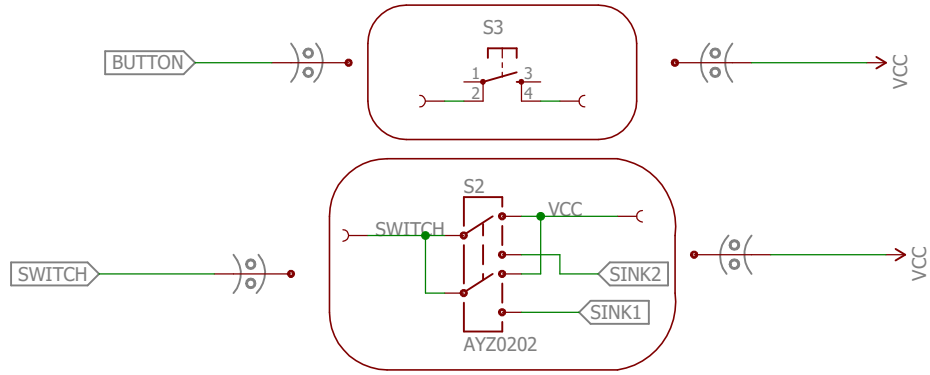 S3
BUTTON
1 3
2 4
VCC
S2
VCC
SWITCH
SWITCH
SINK2
VCC
SINK1
AYZ0202